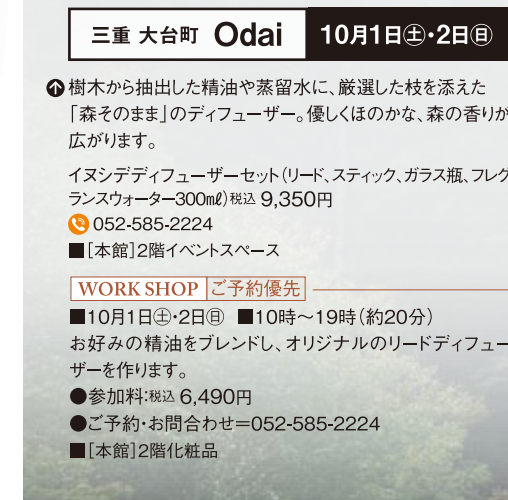 三重 大台町 Odai 10月1日㊏・2日㊐
樹木から抽出した精油や蒸留水に、厳選した枝を添えた
「森そのまま」のディフューザー。優しくほのかな、森の香りが
広がります。
イヌシデディフューザーセット（リード、スティック、ガラス瓶、フレグ
ランスウォーター300㎖）税込 9,350円
052-585-2224
■［本館］2階イベントスペース
WORK SHOP ご予約優先
■10月1日㊏・2日㊐ ■10時〜19時（約20分）
お好みの精油をブレンドし、オリジナルのリードディフュー
ザーを作ります。
●参加料：税込 6,490円
●ご予約・お問合わせ＝052-585-2224
■［本館］2階化粧品